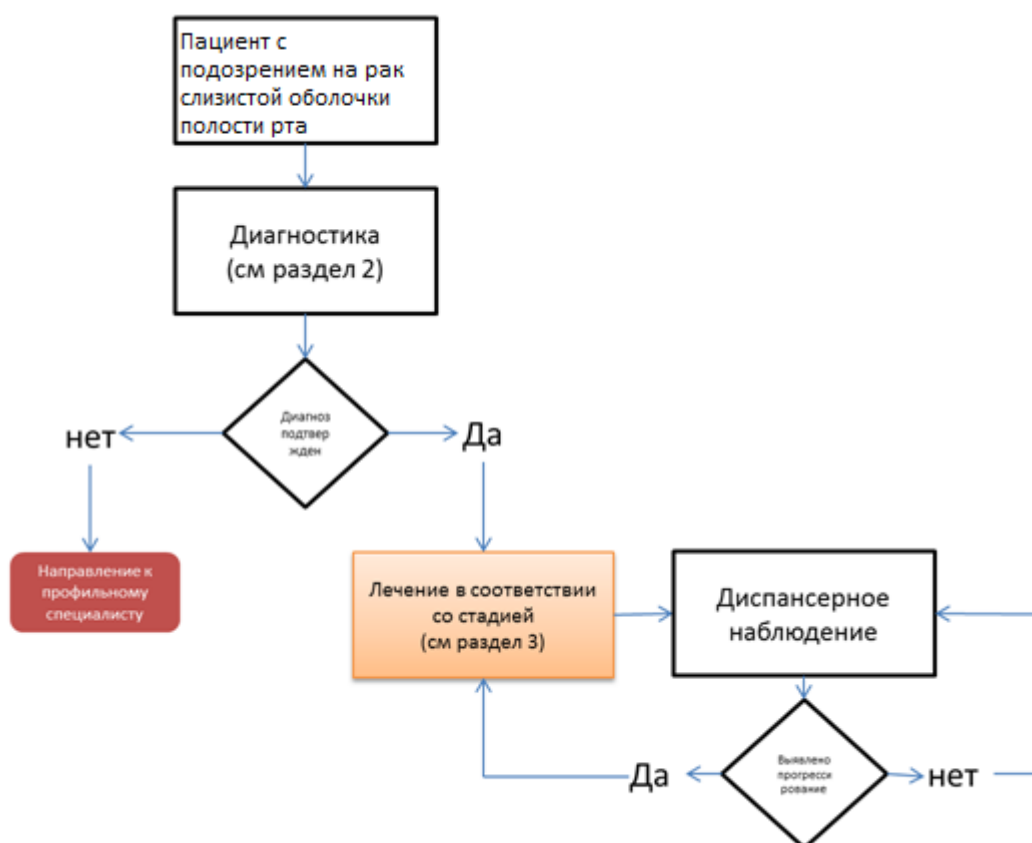 Пациент с
подозрением на рак
слизистой оболочки
полости рта
Диагностика
(см раздел 2)
Диагноз
подтвер
жден
нет
Да
Направление к
профильному
специалисту
Лечение в соответствии
со стадией
(см раздел 3)
Диспансерное
наблюдение
Выявлено
прогресси
рование
Да
нет